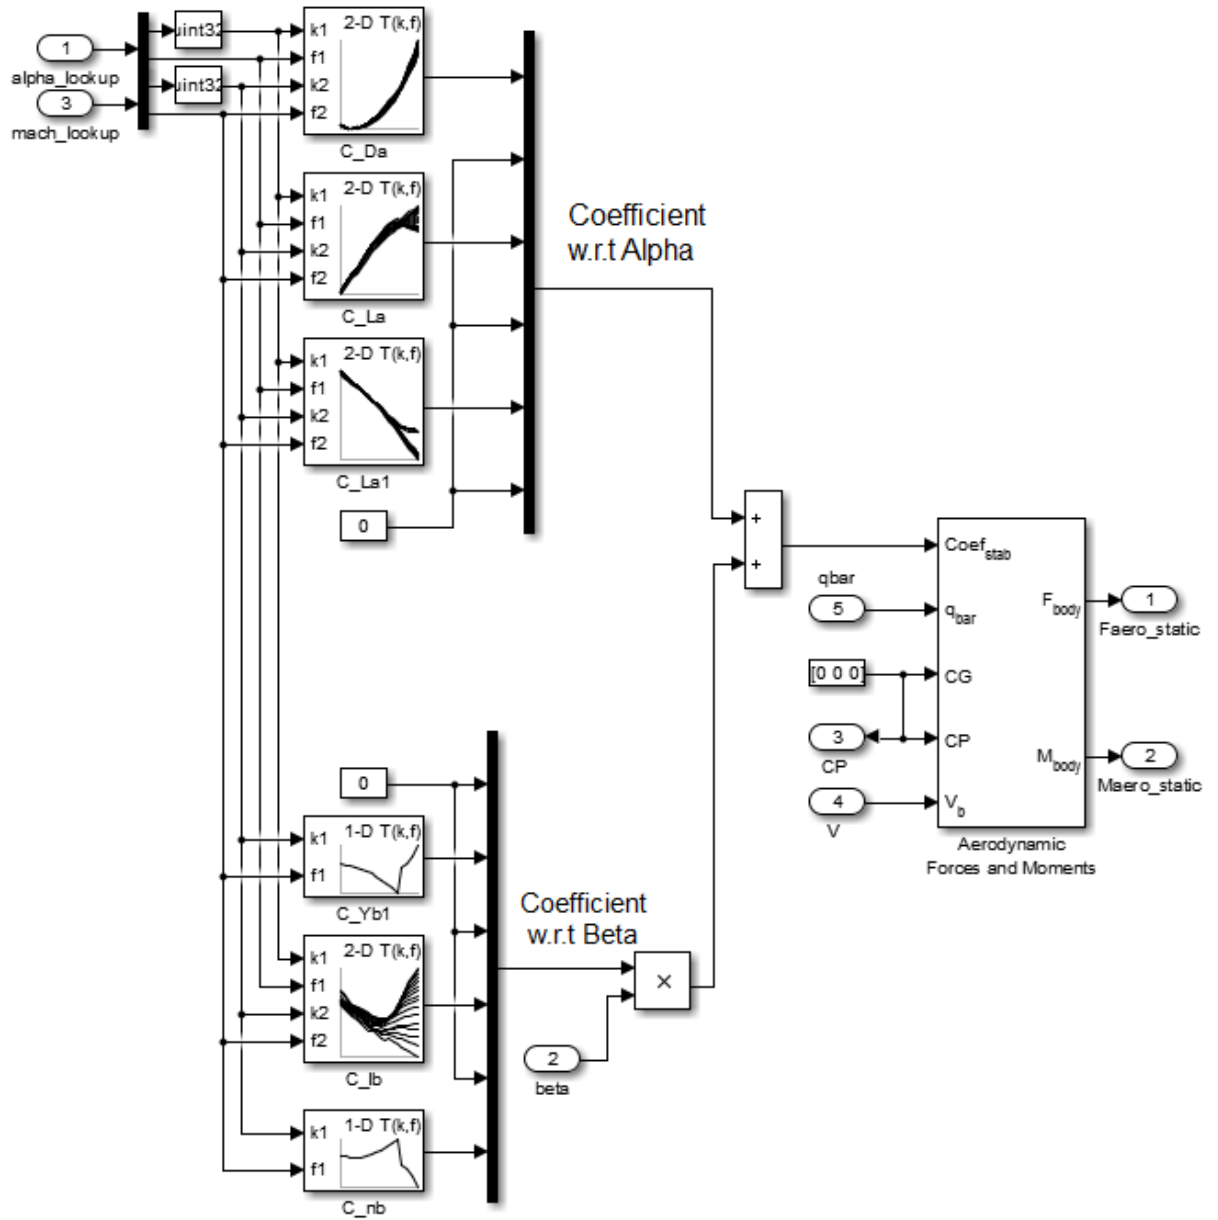 1
alpha_lookup
3
mach_lookup
uint32
uint32
k1
f1
k2
f2
2-D T(k,f)
C_Da
k1
f1
k2
f2
2-D T(k,f)
C_La
k1
f1
k2
f2
2-D T(k,f)
C_La1
0
Coefficient
w.r.t Alpha
+
+
qbar
5
[0 0 0]
3
CP
4
V
Coef_stab
q_bar
CG
CP
V_b
F_body
M_body
Aerodynamic
Forces and Moments
1
Faero_static
2
Maero_static
0
k1
f1
1-D T(k,f)
C_Yb1
k1
f1
k2
f2
2-D T(k,f)
C_lb
k1
f1
1-D T(k,f)
C_nb
Coefficient
w.r.t Beta
×
2
beta